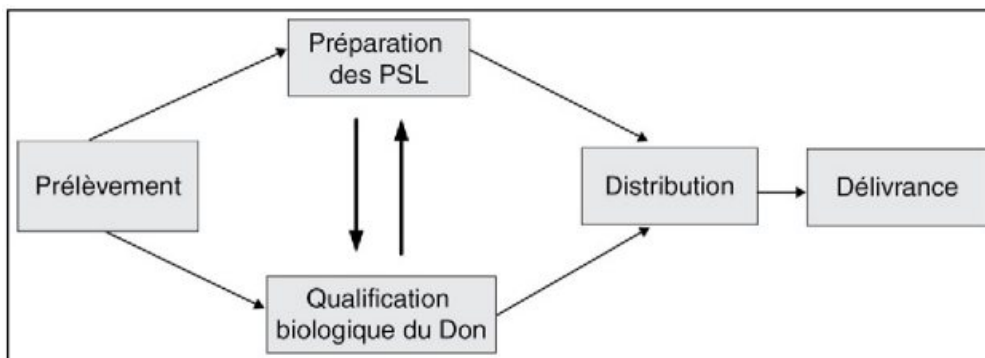 Préparation
des PSL
Prélèvement
Distribution
Délivrance
Qualification
biologique du Don